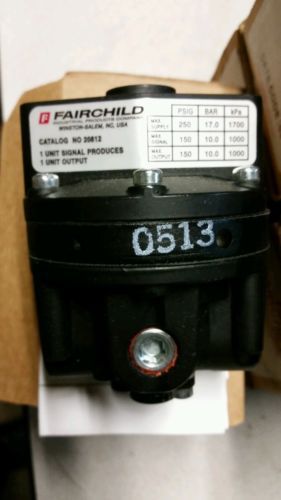 FAIRCHILD
INDUSTRIAL PRODUCTS COMPANY
WINSTON-SALEM, NC, USA
CATALOG NO 20812
1 UNIT SIGNAL PRODUCES
1 UNIT OUTPUT
PSIG BAR kPa
MAX. SUPPLY 250 17.0 1700
MAX. SIGNAL 150 10.0 1000
MAX. OUTPUT 150 10.0 1000
0513